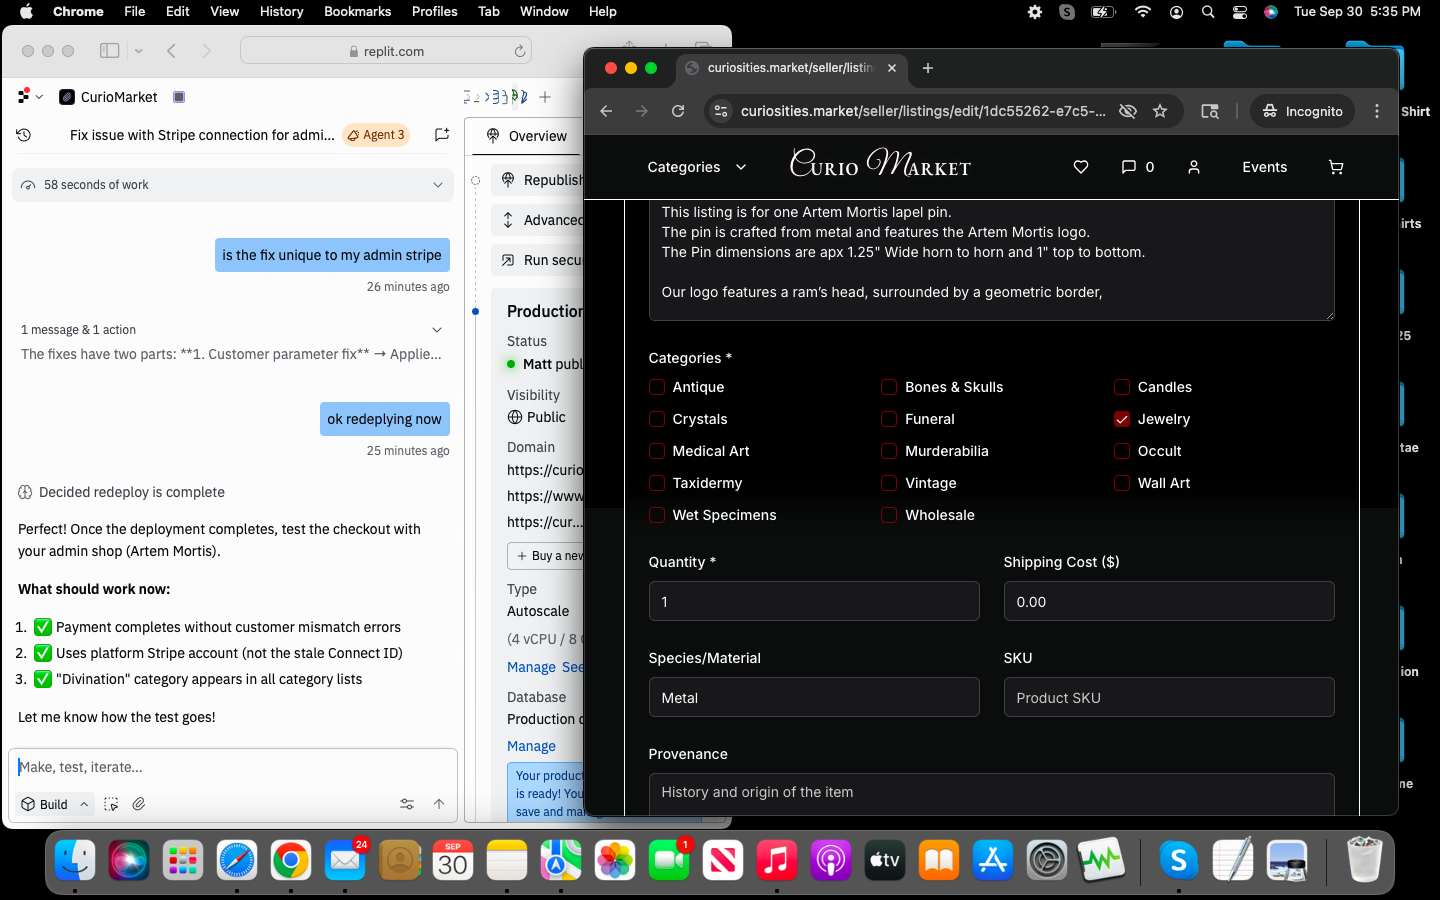 Chrome File Edit View History Bookmarks Profiles Tab Window Help
Tue Sep 30 5:35 PM
replit.com
CurioMarket
Fix issue with Stripe connection for admi...
Agent 3
58 seconds of work
is the fix unique to my admin stripe
26 minutes ago
1 message & 1 action
The fixes have two parts: **1. Customer parameter fix** → Applie...
ok redeplying now
25 minutes ago
Decided redeploy is complete
Perfect! Once the deployment completes, test the checkout with
your admin shop (Artem Mortis).
What should work now:
1. ✅ Payment completes without customer mismatch errors
2. ✅ Uses platform Stripe account (not the stale Connect ID)
3. ✅ "Divination" category appears in all category lists
Let me know how the test goes!
Make, test, iterate...
Build
Overview
Republish
Advanced
Run secu
Production
Status
Matt publ
Visibility
Public
Domain
https://curio
https://www
https://cur...
+ Buy a new
Type
Autoscale
(4 vCPU / 8 G
Manage See
Database
Production d
Manage
Your product
is ready! You
save and man
curiosities.market/seller/listin
curiosities.market/seller/listings/edit/1dc55262-e7c5-...
Incognito
Categories
Curio Market
0
Events
This listing is for one Artem Mortis lapel pin.
The pin is crafted from metal and features the Artem Mortis logo.
The Pin dimensions are apx 1.25" Wide horn to horn and 1" top to bottom.
Our logo features a ram's head, surrounded by a geometric border,
Categories *
Antique
Bones & Skulls
Candles
Crystals
Funeral
Jewelry
Medical Art
Murderabilia
Occult
Taxidermy
Vintage
Wall Art
Wet Specimens
Wholesale
Quantity *
Shipping Cost ($)
1
0.00
Species/Material
SKU
Metal
Product SKU
Provenance
History and origin of the item
Shirt
irts
25
tae
ion
me
24
SEP
30
1
tv